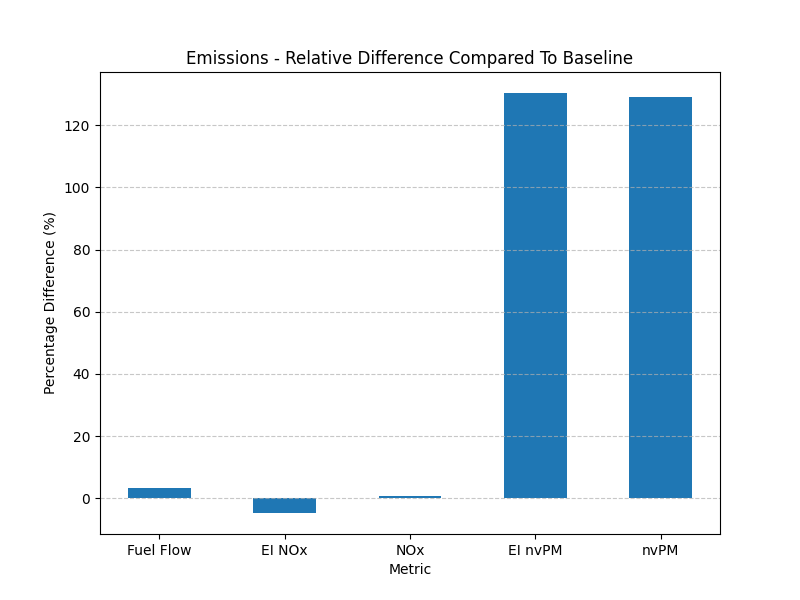 Emissions - Relative Difference Compared To Baseline
Percentage Difference (%)
120
100
80
60
40
20
0
Fuel Flow
EI NOx
NOx
EI nvPM
nvPM
Metric